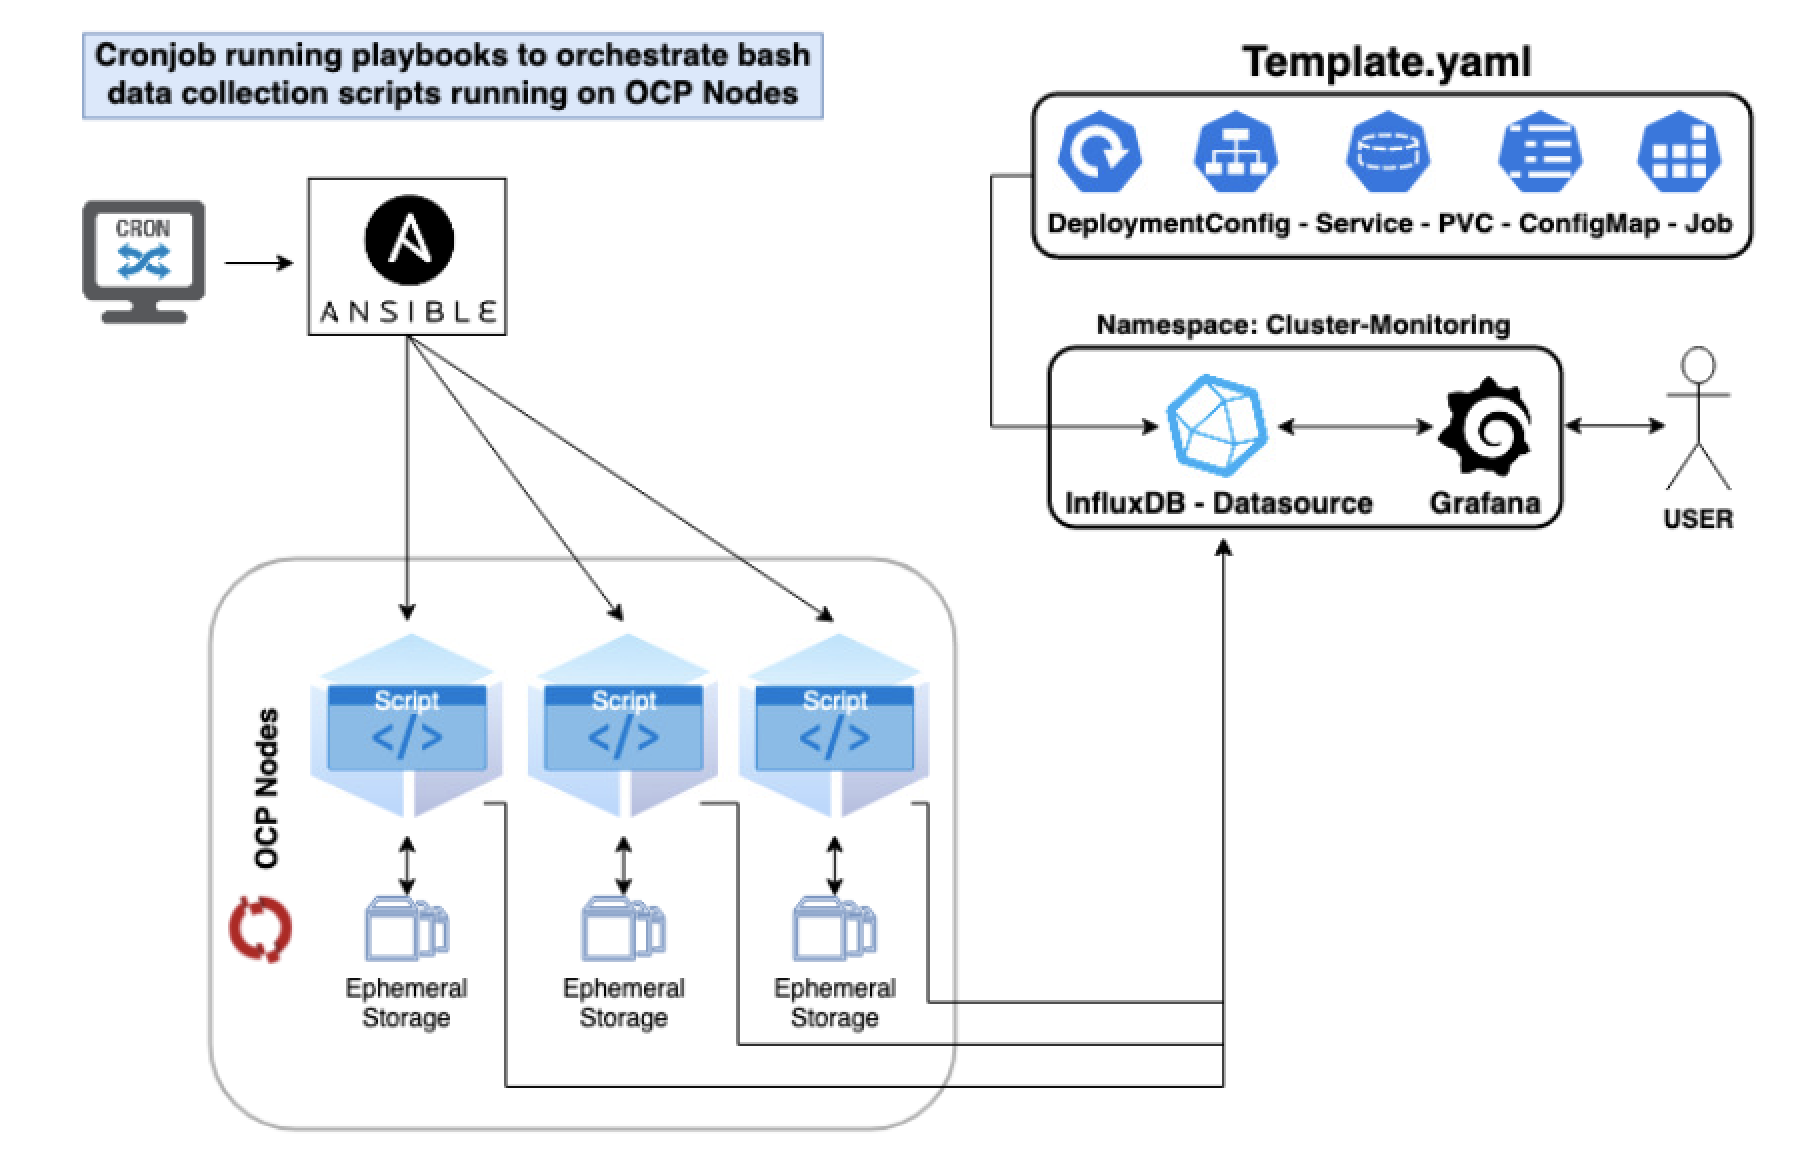 Cronjob running playbooks to orchestrate bash
data collection scripts running on OCP Nodes
Template.yaml
DeploymentConfig - Service - PVC - ConfigMap - Job
CRON
ANSIBLE
Namespace: Cluster-Monitoring
InfluxDB - Datasource
Grafana
USER
OCP Nodes
Script
</>
Script
</>
Script
</>
Ephemeral
Storage
Ephemeral
Storage
Ephemeral
Storage